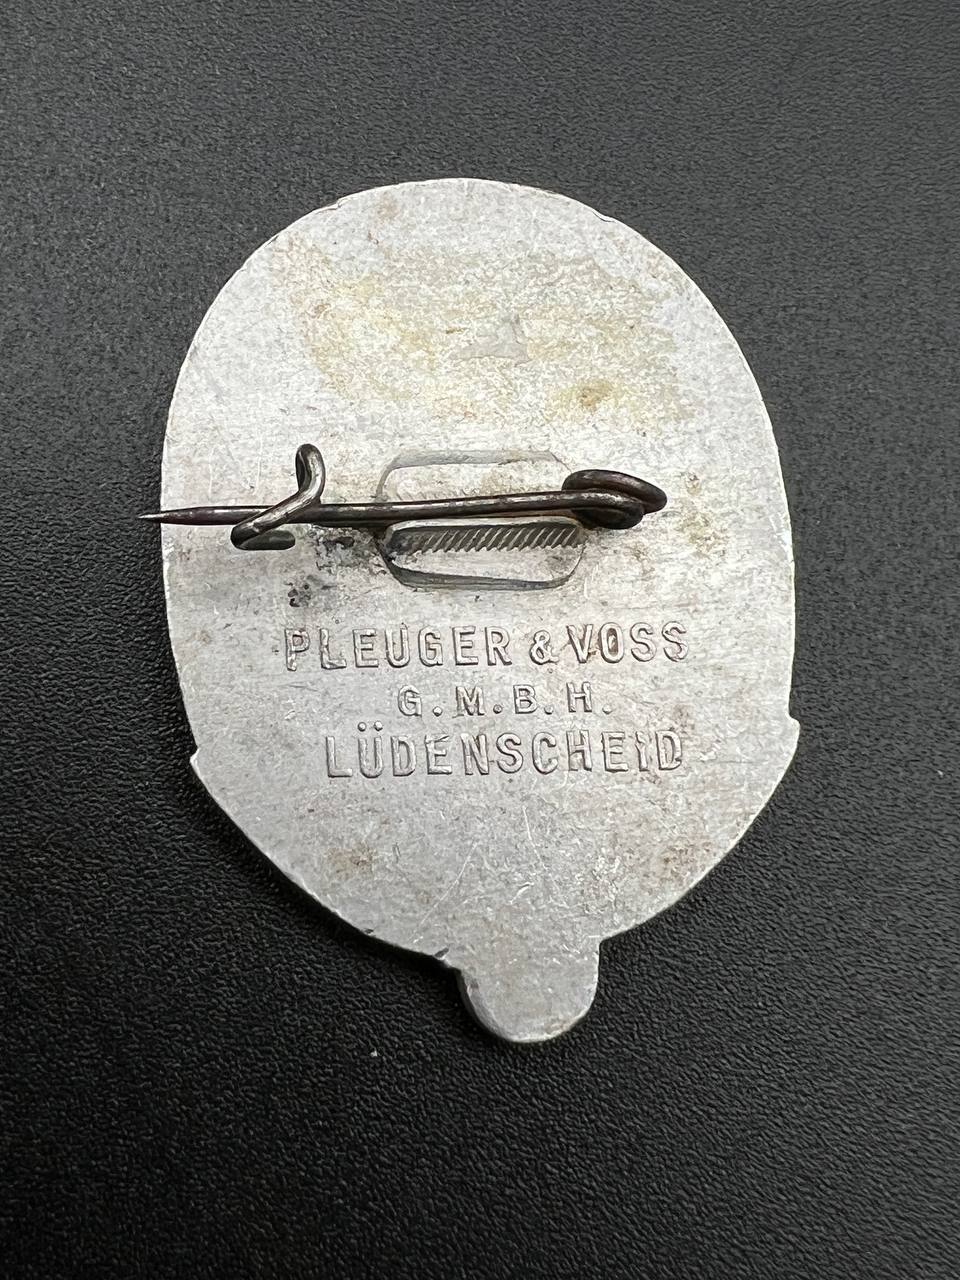 PLEUGER & VOSS
G.M.B.H.
LÜDENSCHEID